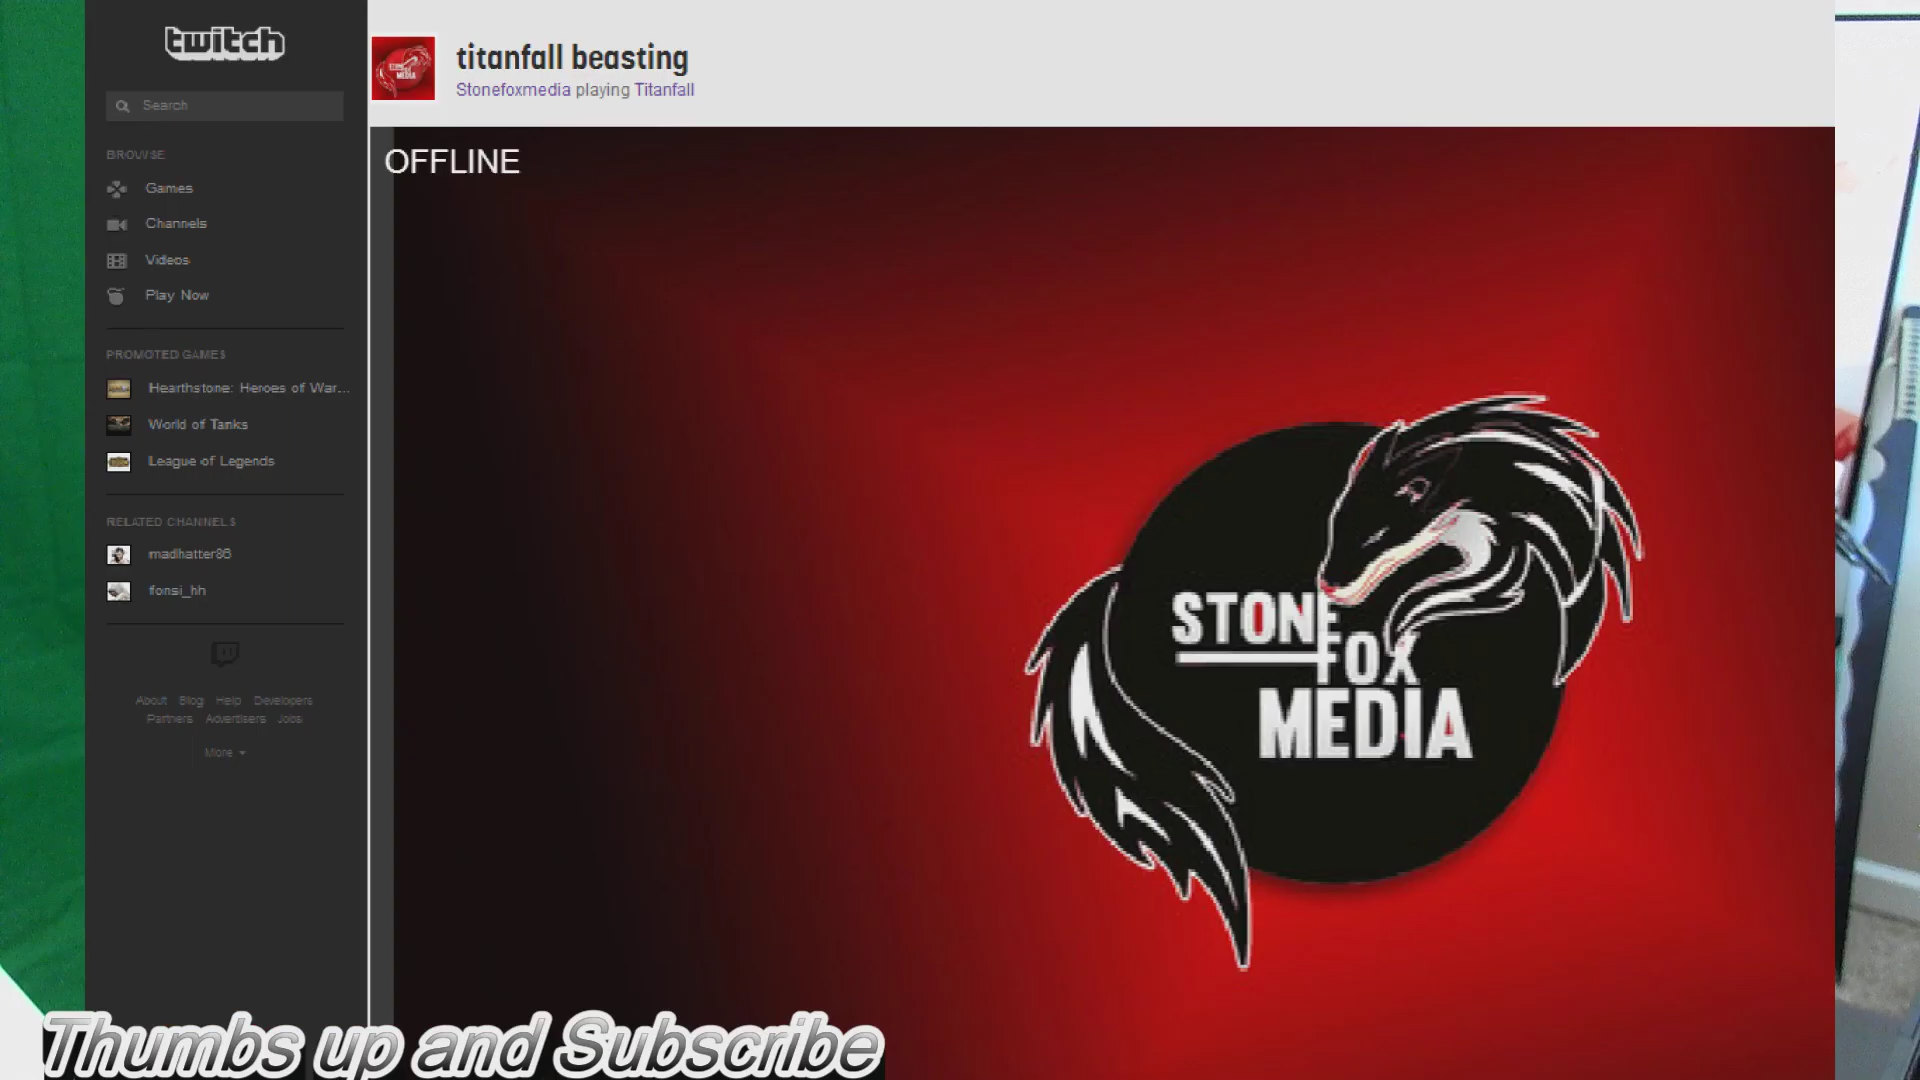 twitch
Search
BROWSE
Games
Channels
Videos
Play Now
PROMOTED GAMES
Hearthstone: Heroes of War...
World of Tanks
League of Legends
RELATED CHANNELS
madhatter86
fonsi_hh
About Blog Help Developers
Partners Advertisers Jobs
More
titanfall beasting
Stonefoxmedia playing Titanfall
OFFLINE
STONE
FOX
MEDIA
Thumbs up and Subscribe